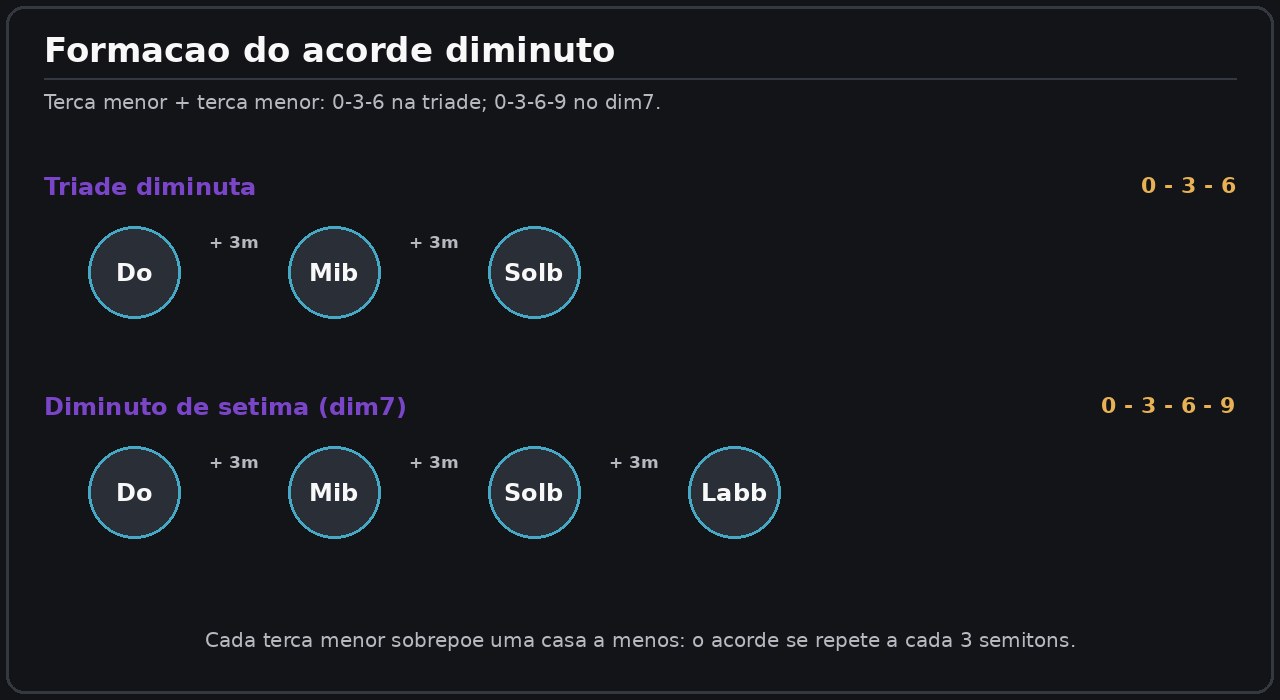 Formacao do acorde diminuto
Terca menor + terca menor: 0-3-6 na triade; 0-3-6-9 no dim7.
Triade diminuta
0 - 3 - 6
Do + 3m Mib + 3m Solb
Diminuto de setima (dim7)
0 - 3 - 6 - 9
Do + 3m Mib + 3m Solb + 3m Labb
Cada terca menor sobrepoe uma casa a menos: o acorde se repete a cada 3 semitons.